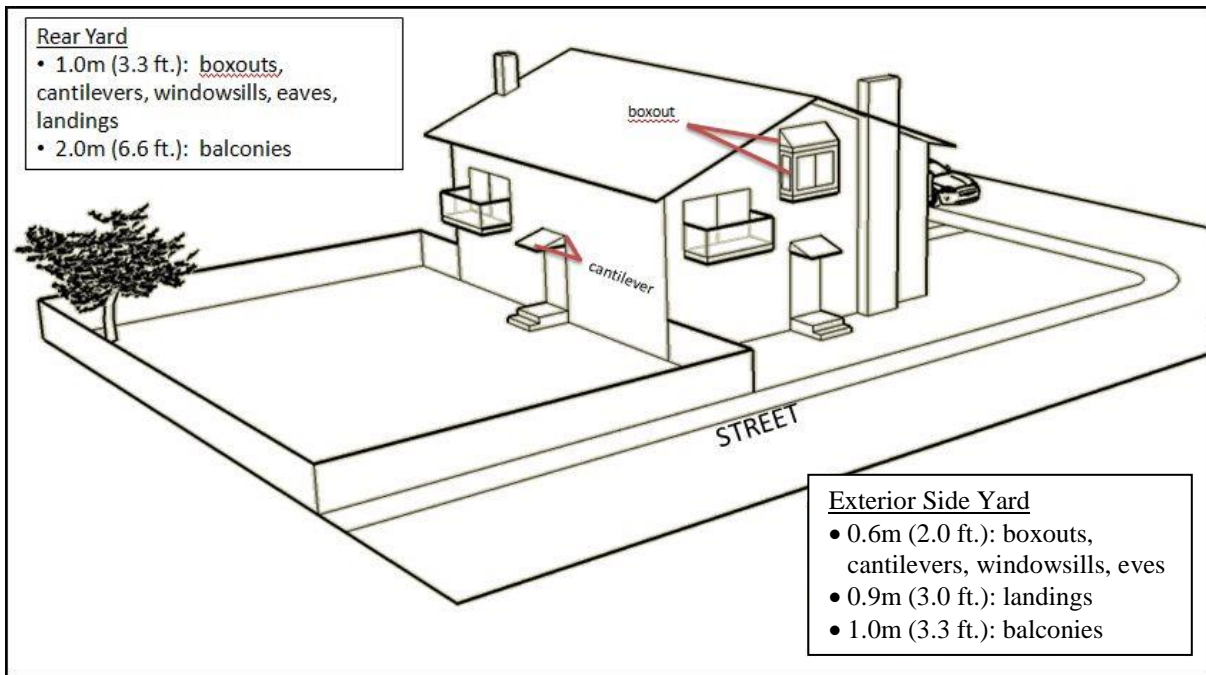 Rear Yard
• 1.0m (3.3 ft.): boxouts,
cantilevers, windowsills, eaves,
landings
• 2.0m (6.6 ft.): balconies
boxout
cantilever
STREET
Exterior Side Yard
• 0.6m (2.0 ft.): boxouts,
cantilevers, windowsills, eves
• 0.9m (3.0 ft.): landings
• 1.0m (3.3 ft.): balconies